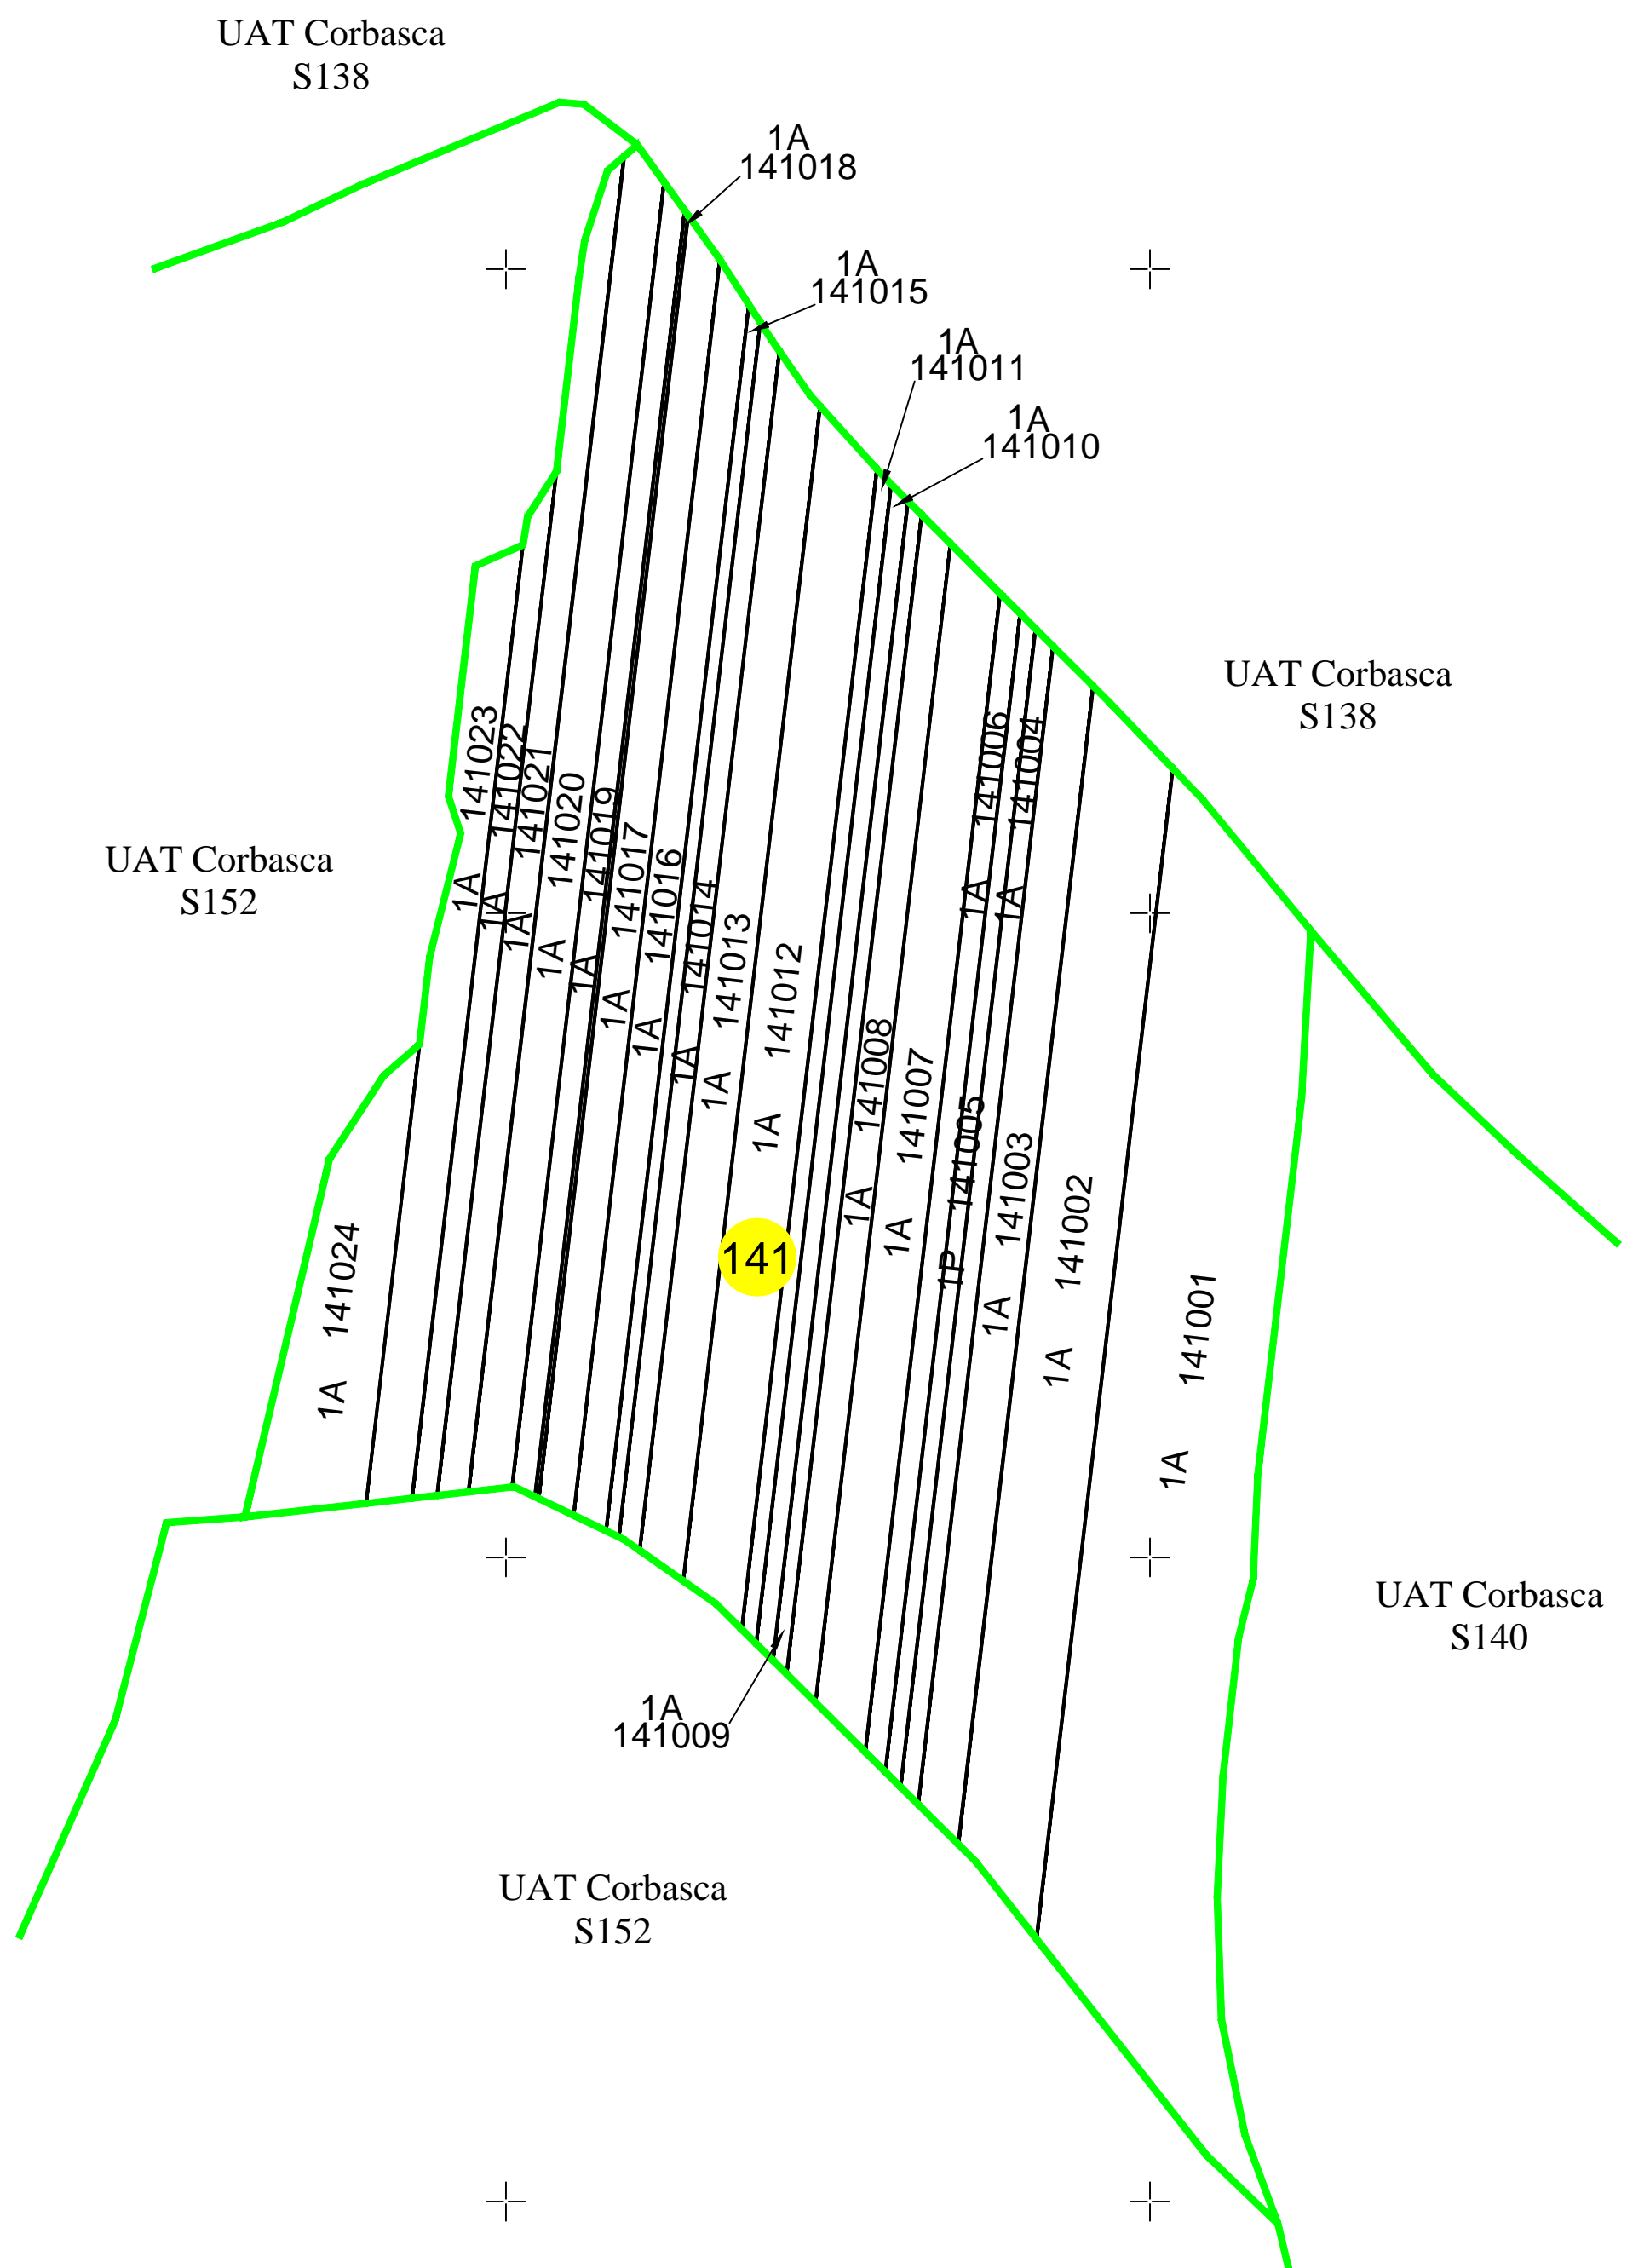 UAT Corbasca
S138
1A
141018
1A
141015
1A
141011
1A
141010
UAT Corbasca
S138
UAT Corbasca
S152
1A 141023
1A 141022
1A 141021
1A 141020
1A 141019
1A 141017
1A 141016
1A 141014
1A 141013
1A 141012
1A 141008
1A 141007
1A 141006
1P 141005
1A 141004
1A 141003
1A 141002
1A 141001
1A 141024
141
UAT Corbasca
S140
1A
141009
UAT Corbasca
S152